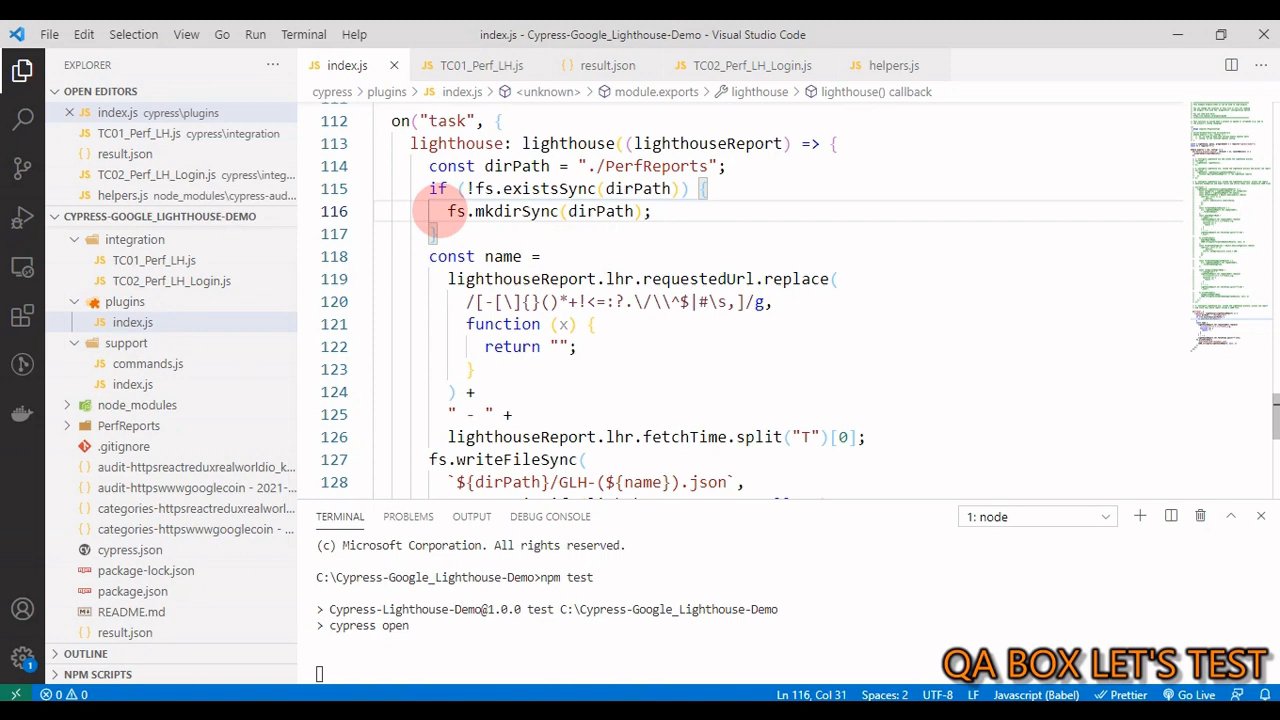 File Edit Selection View Go Run Terminal Help
index.js - Cypress-Google_Lighthouse-Demo - Visual Studio Code
EXPLORER
OPEN EDITORS
index.js cypress\plugins
TC01_Perf_LH.js cypress\integration
result.json
TC02_Perf_LH_Login.js cypress\integ...
helpers.js node_modules\cypress-a...
CYPRESS-GOOGLE_LIGHTHOUSE-DEMO
integration
TC01_Perf_LH.js
TC02_Perf_LH_Login.js
plugins
index.js
support
commands.js
index.js
node_modules
PerfReports
.gitignore
audit-httpsreactreduxrealworldio_k...
audit-httpswwwgooglecoin - 2021-...
categories-httpsreactreduxrealworl...
categories-httpswwwgooglecoin - ...
cypress.json
package-lock.json
package.json
README.md
result.json
OUTLINE
NPM SCRIPTS
index.js TC01_Perf_LH.js result.json TC02_Perf_LH_Login.js helpers.js
cypress > plugins > index.js > <unknown> > module.exports > lighthouse > lighthouse() callback
112 on("task", {
113 lighthouse: lighthouse((lighthouseReport) => {
114 const dirPath = "./PerfReports";
115 if (!fs.existsSync(dirPath)) {
116 fs.mkdirSync(dirPath);
117 }
118 const name =
119 lighthouseReport.lhr.requestedUrl.replace(
120 /[-[\]{}()*+!<=:?.\/\\^$|#\s,]/g,
121 function (x) {
122 return "";
123 }
124 ) +
125 " - " +
126 lighthouseReport.lhr.fetchTime.split("T")[0];
127 fs.writeFileSync(
128 `${dirPath}/GLH-(${name}).json`,
TERMINAL PROBLEMS OUTPUT DEBUG CONSOLE
1: node
(c) Microsoft Corporation. All rights reserved.
C:\Cypress-Google_Lighthouse-Demo>npm test
> Cypress-Lighthouse-Demo@1.0.0 test C:\Cypress-Google_Lighthouse-Demo
> cypress open
QA BOX LET'S TEST
0 0
Ln 116, Col 31 Spaces: 2 UTF-8 LF Javascript (Babel) Prettier Go Live
1